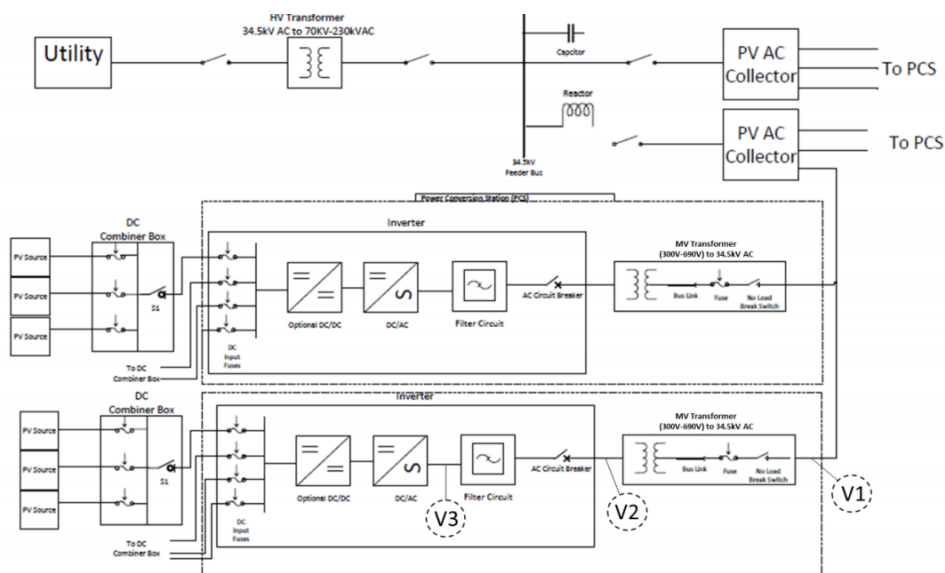 HV Transformer
34.5kV AC to 70KV-230kVAC
Utility
Capcitor
PV AC
Collector
To PCS
Reactor
PV AC
Collector
To PCS
34.5kV
Feeder Bus
Power Conversion Station (PCS)
DC
Combiner Box
Inverter
PV Source
PV Source
PV Source
S1
MV Transformer
(300V-690V) to 34.5kV AC
AC Circuit Breaker
Bus Link
Fuse
No Load
Break Switch
Optional DC/DC
DC/AC
Filter Circuit
DC
Input
Fuses
To DC
Combiner Box
DC
Combiner Box
Inverter
PV Source
PV Source
PV Source
S1
MV Transformer
(300V-690V) to 34.5kV AC
AC Circuit Breaker
Bus Link
Fuse
No Load
Break Switch
Optional DC/DC
DC/AC
Filter Circuit
V3
V2
V1
DC
Input
Fuses
To DC
Combiner Box